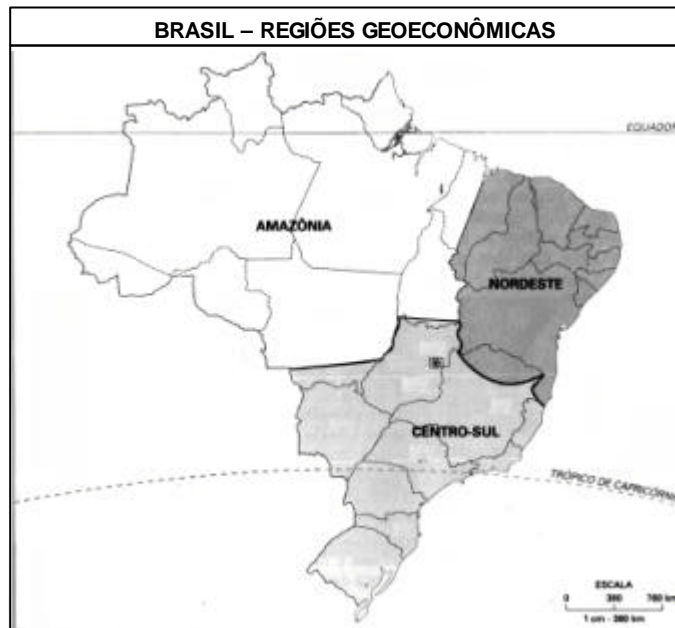 BRASIL – REGIÕES GEOECONÔMICAS
EQUADOR
AMAZÔNIA
NORDESTE
CENTRO-SUL
TRÓPICO DE CAPRICÓRNIO
ESCALA
0 380 760 km
1 cm - 380 km